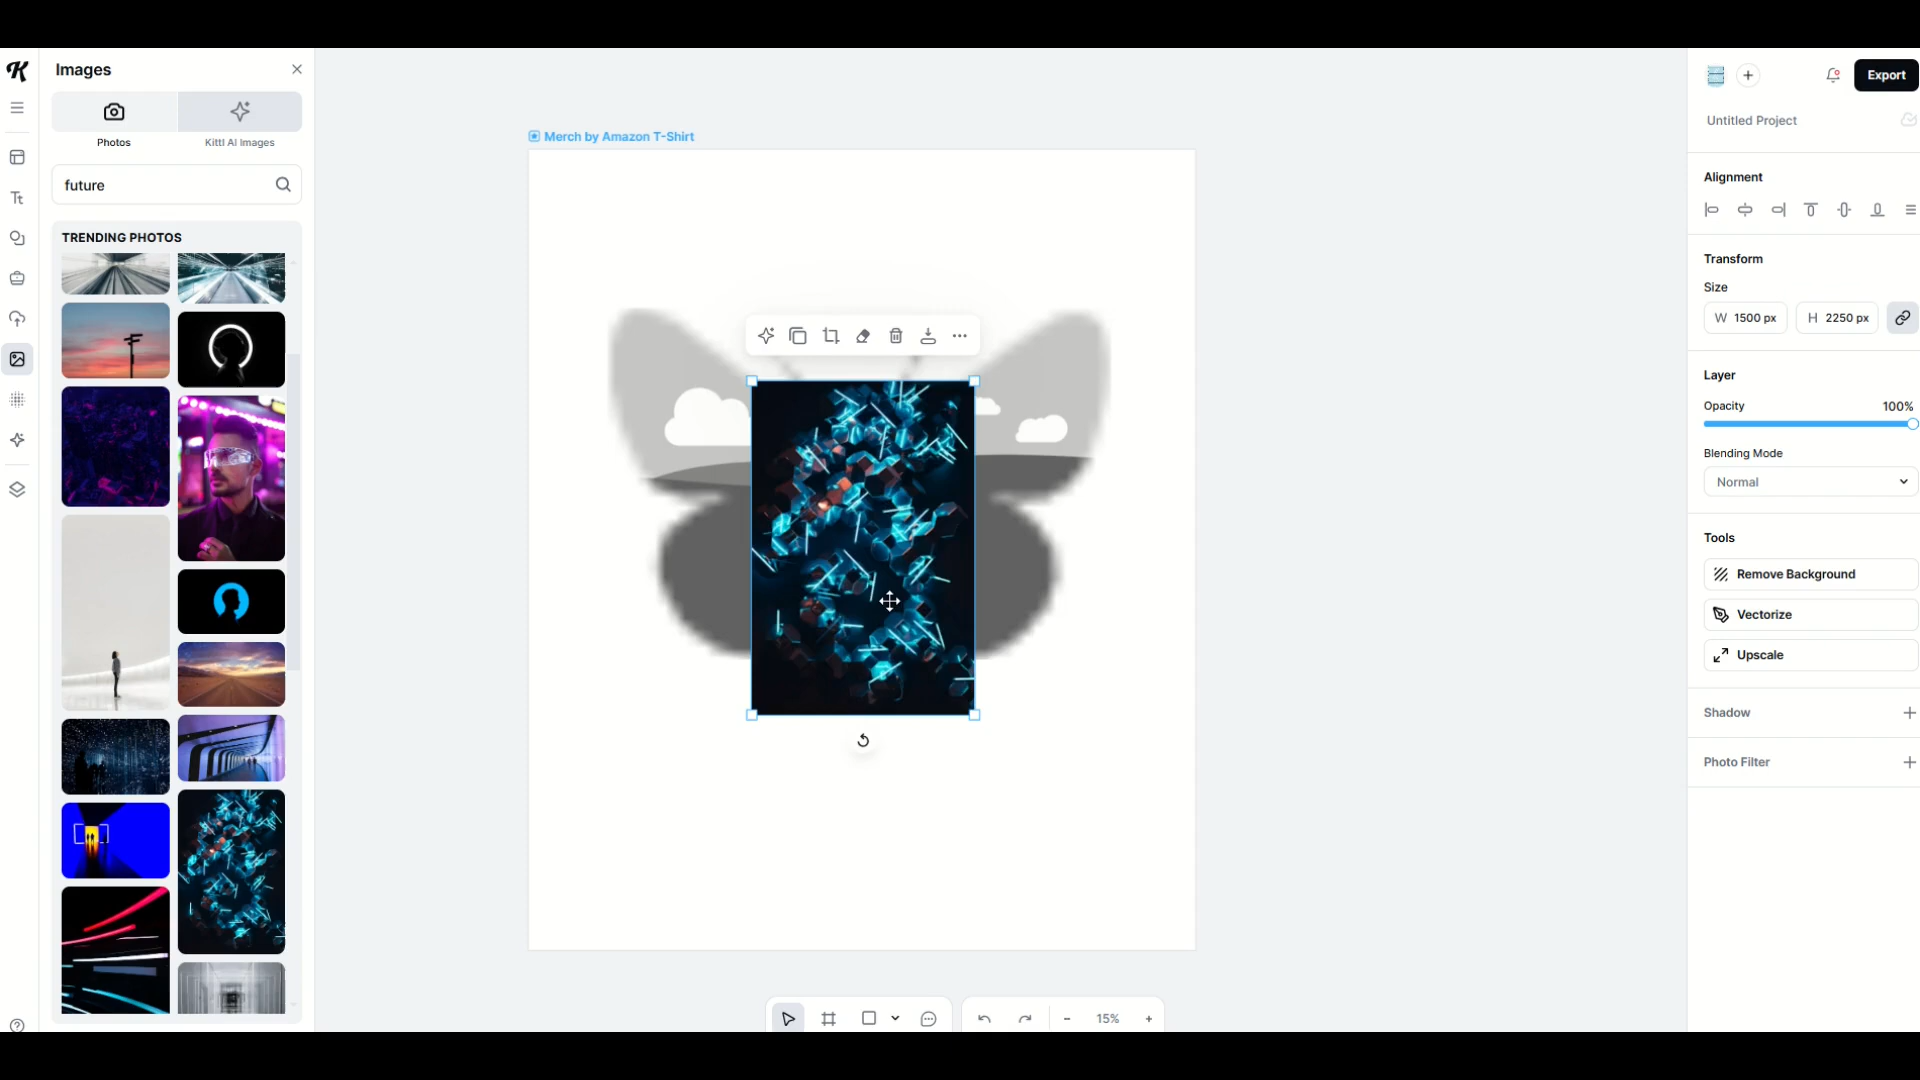 Images
Photos
Kittl AI Images
future
TRENDING PHOTOS
Merch by Amazon T-Shirt
15%
Export
Untitled Project
Alignment
Transform
Size
W 1500 px
H 2250 px
Layer
Opacity
100%
Blending Mode
Normal
Tools
Remove Background
Vectorize
Upscale
Shadow
Photo Filter